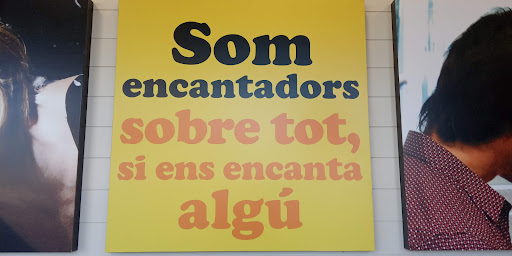 Som
encantadors
sobre tot,
si ens encanta
algú